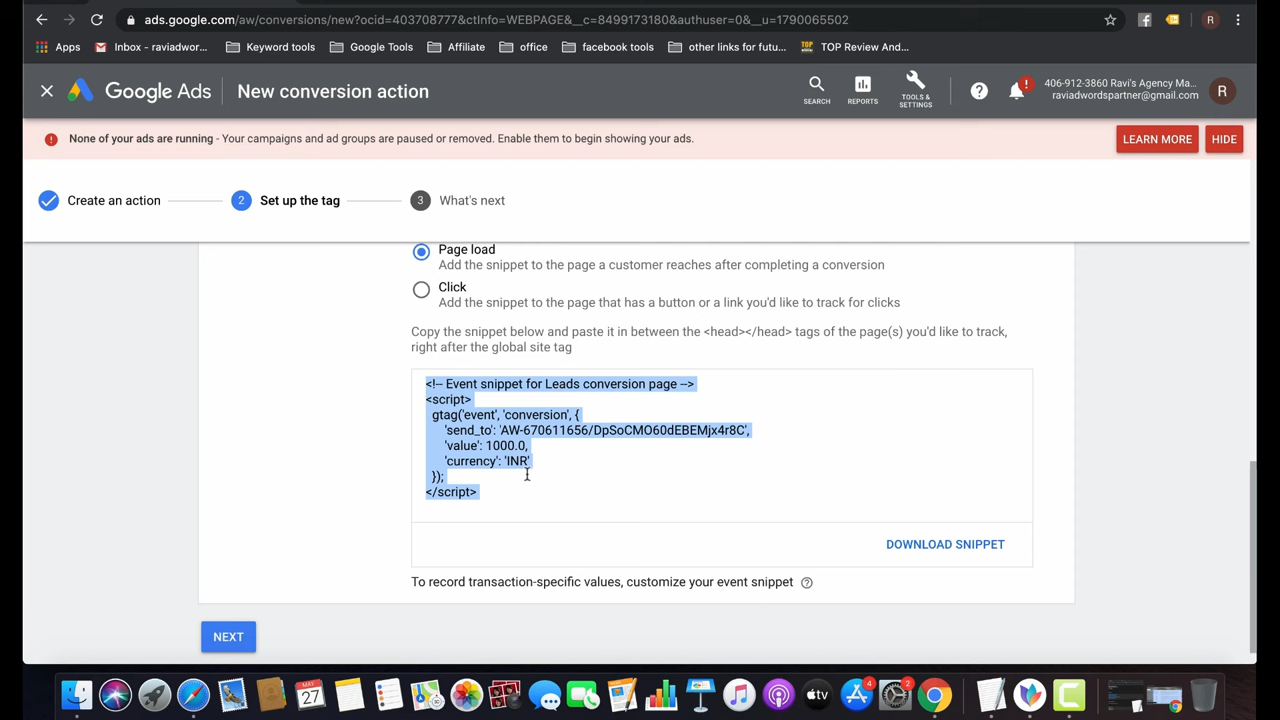 ads.google.com/aw/conversions/new?ocid=403708777&ctInfo=WEBPAGE&__c=8499173180&authuser=0&__u=1790065502
R
Apps
Inbox - raviadwor...
Keyword tools
Google Tools
Affiliate
office
facebook tools
other links for futu...
TOP Review And...
Google Ads
New conversion action
SEARCH
REPORTS
TOOLS &
SETTINGS
406-912-3860 Ravi's Agency Ma...
raviadwordspartner@gmail.com
R
None of your ads are running - Your campaigns and ad groups are paused or removed. Enable them to begin showing your ads.
LEARN MORE
HIDE
Create an action
2 Set up the tag
3 What's next
Page load
Add the snippet to the page a customer reaches after completing a conversion
Click
Add the snippet to the page that has a button or a link you'd like to track for clicks
Copy the snippet below and paste it in between the <head></head> tags of the page(s) you'd like to track,
right after the global site tag
<!-- Event snippet for Leads conversion page -->
<script>
gtag('event', 'conversion', {
'send_to': 'AW-670611656/DpSoCMO60dEBEMjx4r8C',
'value': 1000.0,
'currency': 'INR'
});
</script>
DOWNLOAD SNIPPET
To record transaction-specific values, customize your event snippet
NEXT
MAY
27
tv
4
2